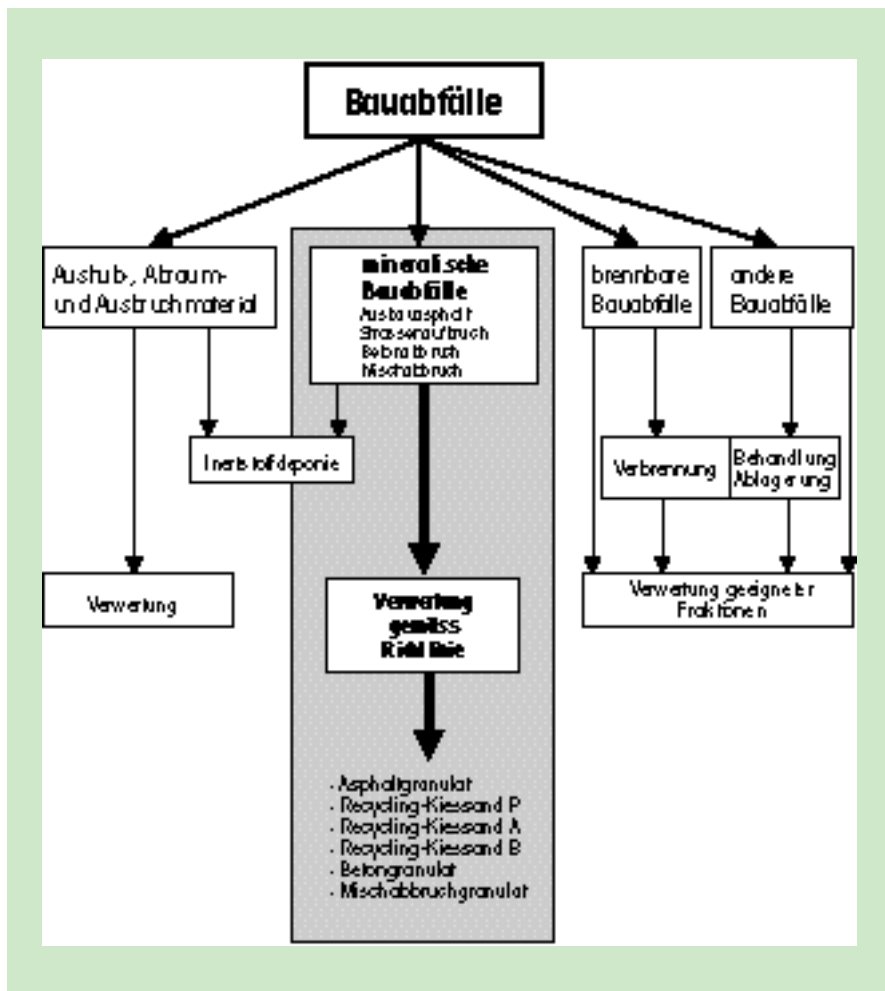 Bauabfälle
Aushub-, Abraum-
und Ausbruchmaterial
mineralische
Bauabfälle
Ausbauasphalt
Strassenaufbruch
Betonabbruch
Mischabbruch
brennbare
Bauabfälle
andere
Bauabfälle
Inertstoffdeponie
Verbrennung
Behandlung
Ablagerung
Verwertung
Verwertung
gemäss
Richtlinie
Verwertung geeigneter
Fraktionen
- Asphaltgranulat
- Recycling-Kiessand P
- Recycling-Kiessand A
- Recycling-Kiessand B
- Betongranulat
- Mischabbruchgranulat